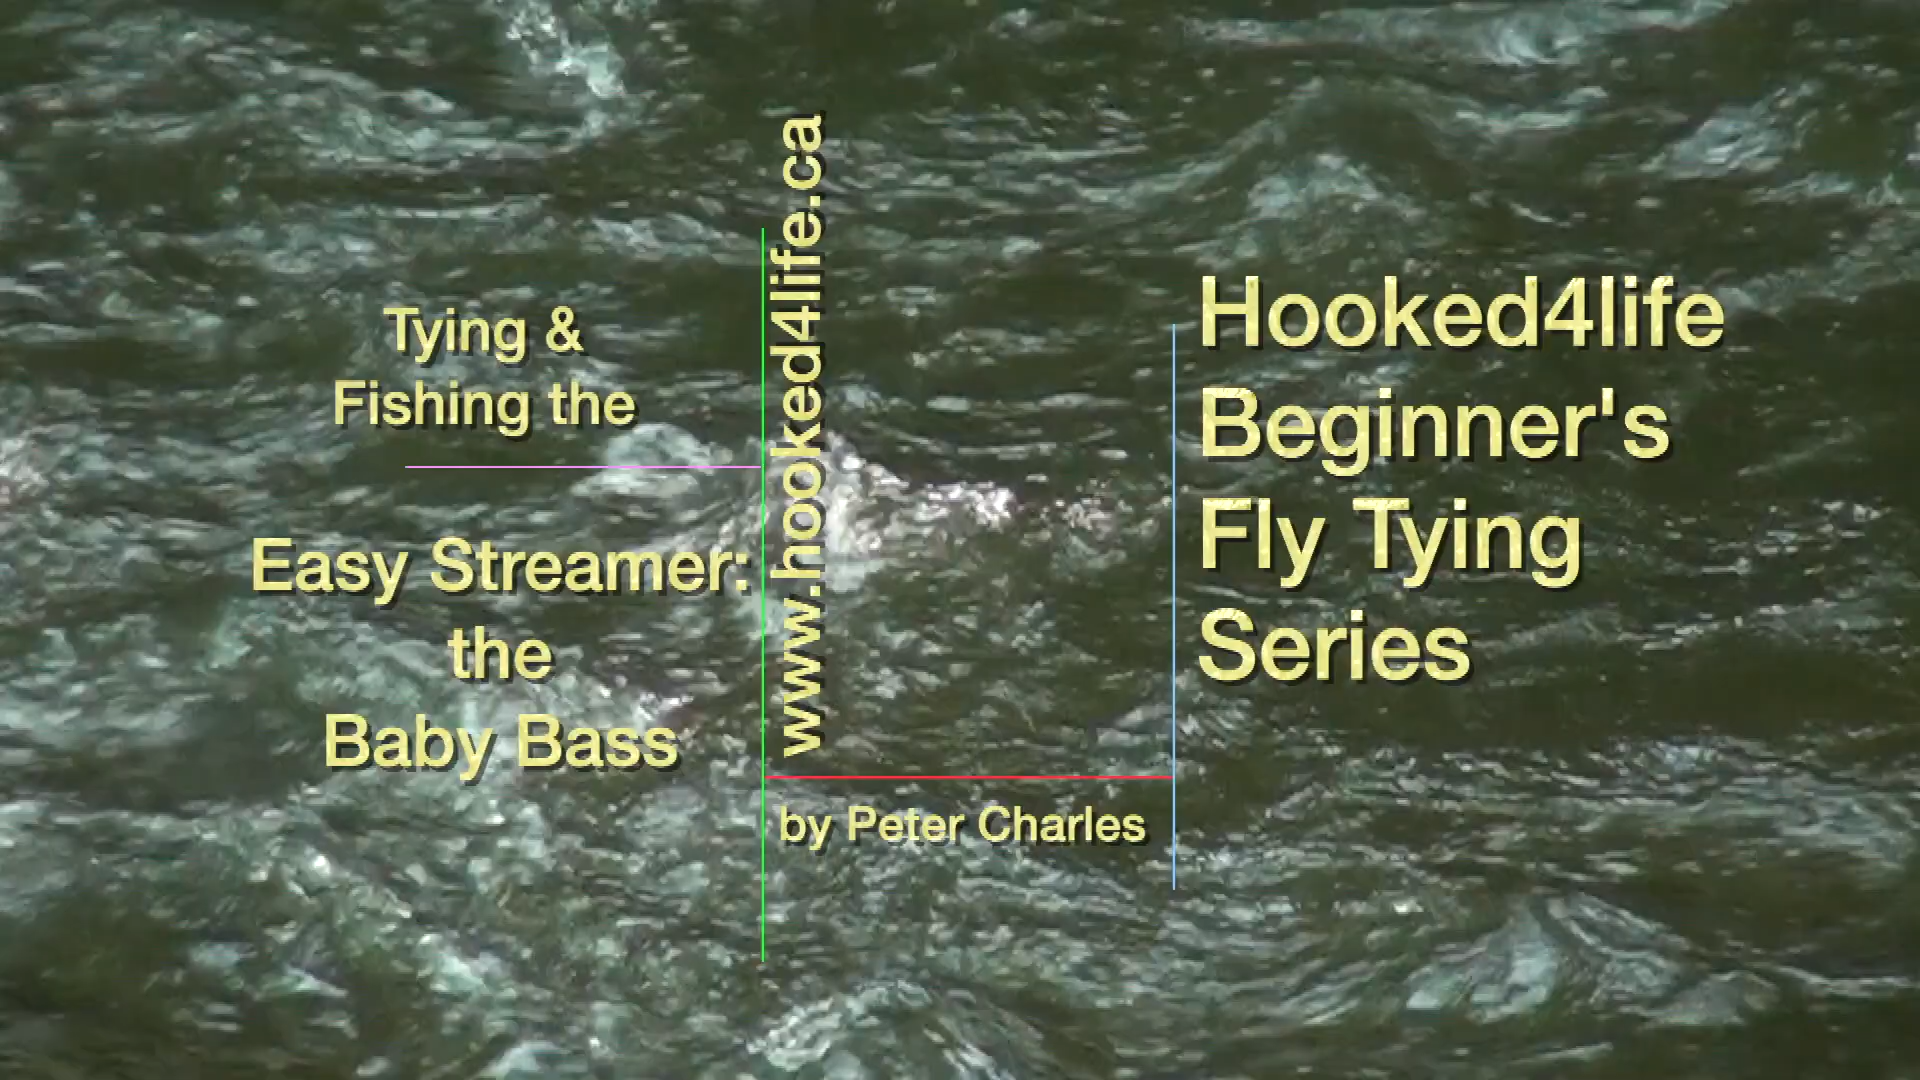 Tying &
Fishing the
Easy Streamer:
the
Baby Bass
www.hooked4life.ca
by Peter Charles
Hooked4life
Beginner's
Fly Tying
Series